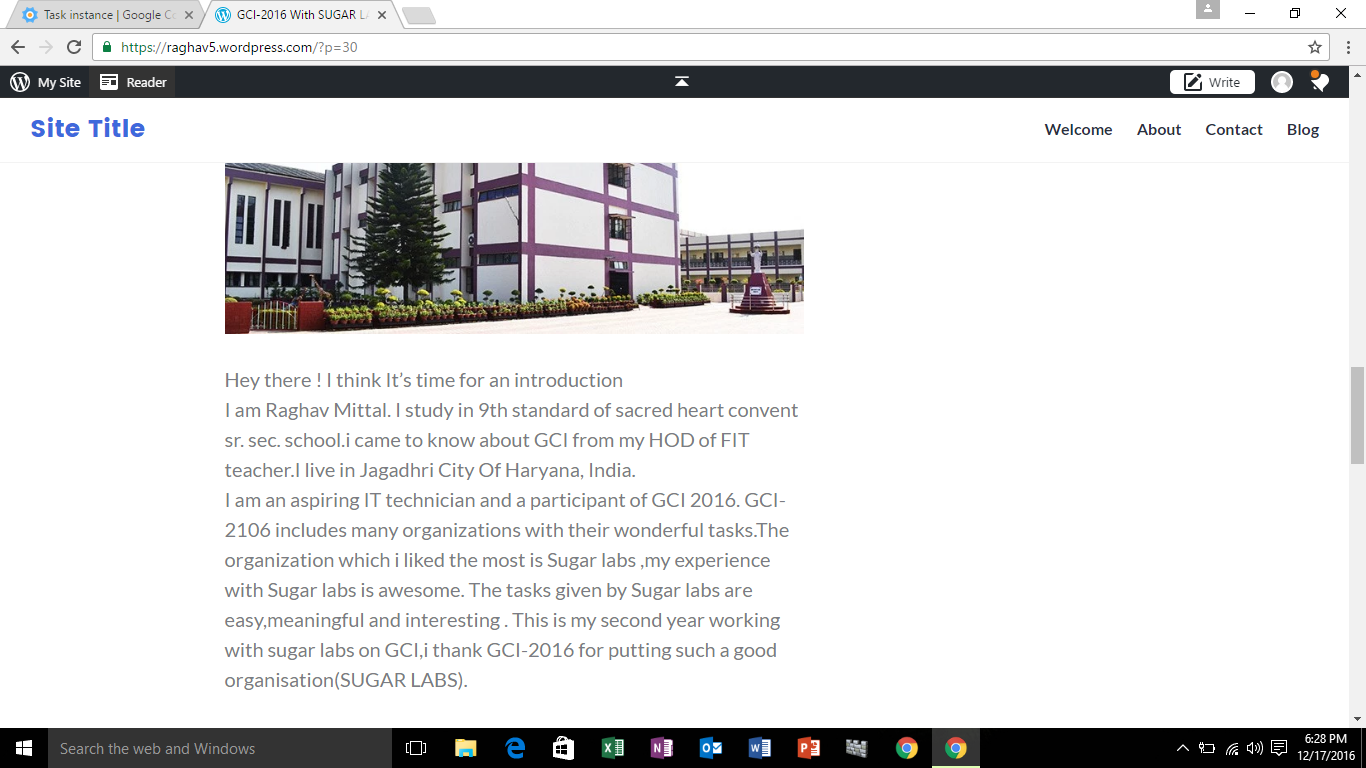 Task instance | Google Co
GCI-2016 With SUGAR LA
https://raghav5.wordpress.com/?p=30
My Site
Reader
Write
Site Title
Welcome
About
Contact
Blog
Hey there ! I think It’s time for an introduction
I am Raghav Mittal. I study in 9th standard of sacred heart convent
sr. sec. school.i came to know about GCI from my HOD of FIT
teacher.I live in Jagadhri City Of Haryana, India.
I am an aspiring IT technician and a participant of GCI 2016. GCI-
2106 includes many organizations with their wonderful tasks.The
organization which i liked the most is Sugar labs ,my experience
with Sugar labs is awesome. The tasks given by Sugar labs are
easy,meaningful and interesting . This is my second year working
with sugar labs on GCI,i thank GCI-2016 for putting such a good
organisation(SUGAR LABS).
Search the web and Windows
6:28 PM
12/17/2016